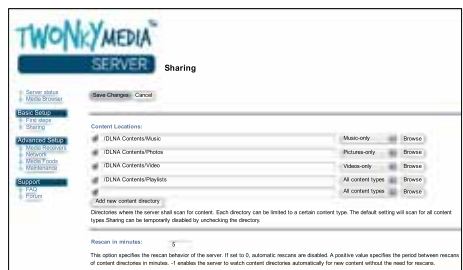 TWONKYMEDIA
SERVER
Sharing
Server status
Media Browser
Save Changes Cancel
Basic Setup
First steps
Sharing
Advanced Setup
Media Receivers
Network
Media Feeds
Maintenance
Support
FAQ
Forum
Content Locations:
/DLNA Contents/Music Music-only Browse
/DLNA Contents/Photos Pictures-only Browse
/DLNA Contents/Video Videos-only Browse
/DLNA Contents/Playlists All content types Browse
All content types Browse
Add new content directory
Directories where the server shall scan for content. Each directory can be limited to a certain content type. The default setting will scan for all content
types.Sharing can be temporarily disabled by unchecking the directory.
Rescan in minutes: 5
This option specifies the rescan behavior of the server. If set to 0, automatic rescans are disabled. A positive value specifies the period between rescans
of content directories in minutes. -1 enables the server to watch content directories automatically for new content without the need for rescans.